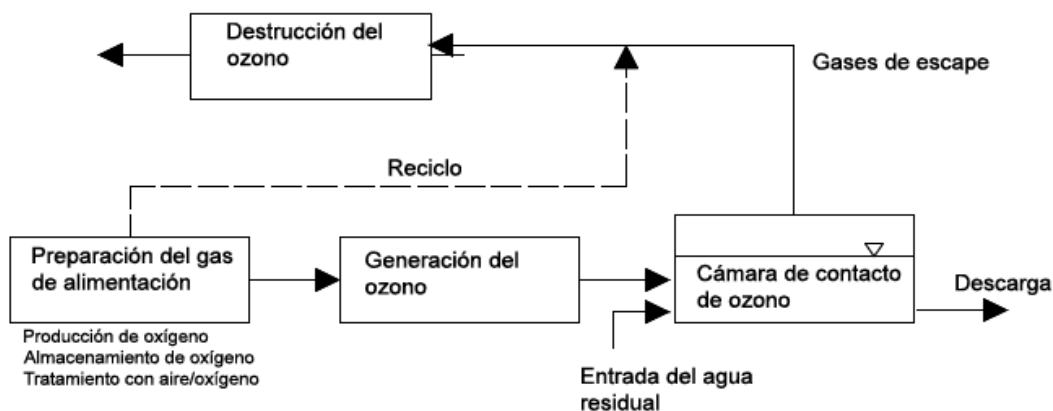 Destrucción del
ozono
Gases de escape
Reciclo
Preparación del gas
de alimentación
Generación del
ozono
Cámara de contacto
de ozono
Descarga
Producción de oxígeno
Almacenamiento de oxígeno
Tratamiento con aire/oxígeno
Entrada del agua
residual